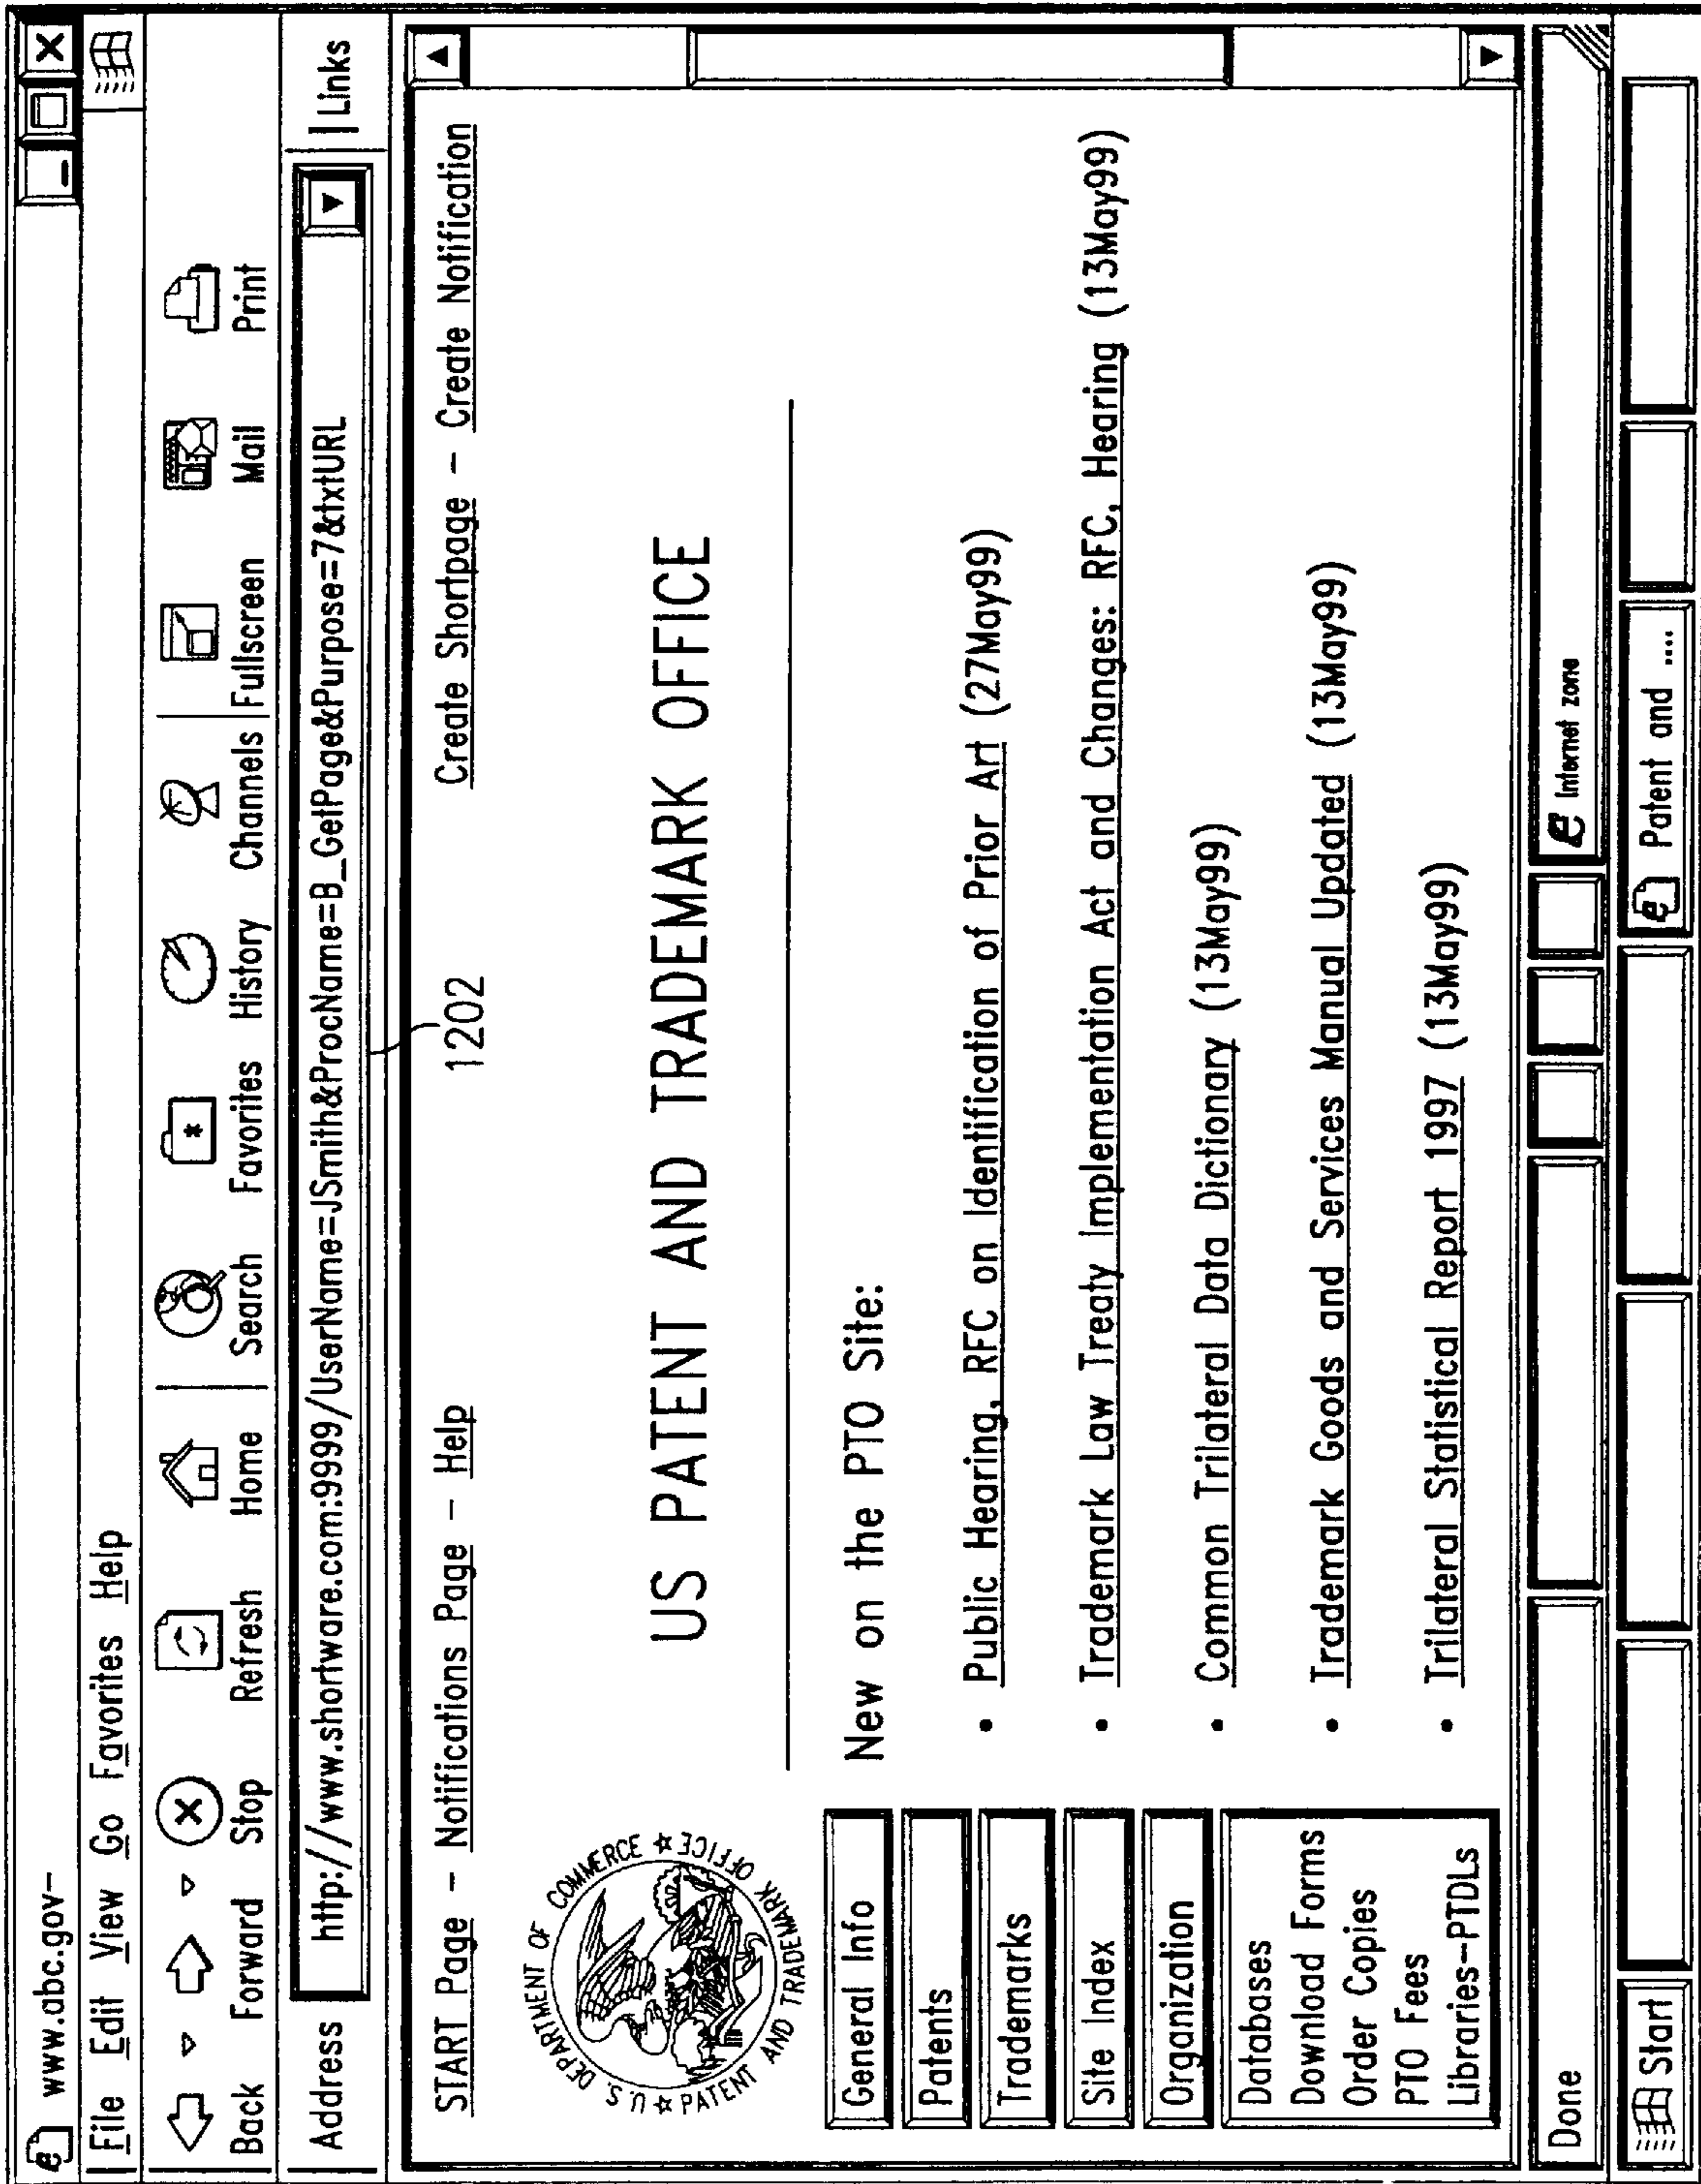 www.abc.gov-
File Edit View Go Favorites Help
Back Forward Stop Refresh Home Search Favorites History Channels Fullscreen Mail Print
Address http://www.shortware.com:9999/UserName=JSmith&ProcName=B_GetPage&Purpose=7&txtURL Links
1202
START Page - Notifications Page - Help Create Shortpage - Create Notification
U.S. DEPARTMENT OF COMMERCE
PATENT AND TRADEMARK OFFICE
US PATENT AND TRADEMARK OFFICE
General Info
Patents
Trademarks
Site Index
Organization
Databases
Download Forms
Order Copies
PTO Fees
Libraries-PTDLs
New on the PTO Site:
• Public Hearing, RFC on Identification of Prior Art (27May99)
• Trademark Law Treaty Implementation Act and Changes: RFC, Hearing (13May99)
• Common Trilateral Data Dictionary (13May99)
• Trademark Goods and Services Manual Updated (13May99)
• Trilateral Statistical Report 1997 (13May99)
Done Internet zone
Start Patent and ....